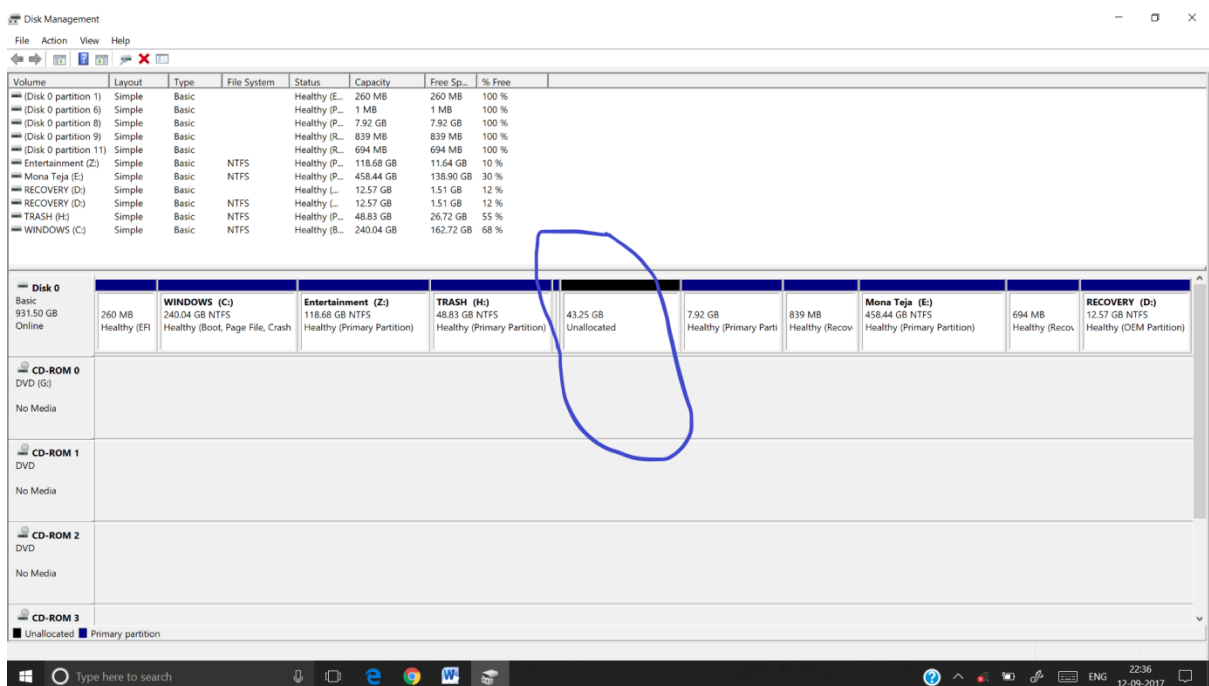 Disk Management
File Action View Help
Volume Layout Type File System Status Capacity Free Sp... % Free
(Disk 0 partition 1) Simple Basic Healthy (E... 260 MB 260 MB 100 %
(Disk 0 partition 6) Simple Basic Healthy (P... 1 MB 1 MB 100 %
(Disk 0 partition 8) Simple Basic Healthy (P... 7.92 GB 7.92 GB 100 %
(Disk 0 partition 9) Simple Basic Healthy (R... 839 MB 839 MB 100 %
(Disk 0 partition 11) Simple Basic Healthy (R... 694 MB 694 MB 100 %
Entertainment (Z:) Simple Basic NTFS Healthy (P... 118.68 GB 11.64 GB 10 %
Mona Teja (E:) Simple Basic NTFS Healthy (P... 458.44 GB 138.90 GB 30 %
RECOVERY (D:) Simple Basic Healthy (... 12.57 GB 1.51 GB 12 %
RECOVERY (D:) Simple Basic NTFS Healthy (... 12.57 GB 1.51 GB 12 %
TRASH (H:) Simple Basic NTFS Healthy (P... 48.83 GB 26.72 GB 55 %
WINDOWS (C:) Simple Basic NTFS Healthy (B... 240.04 GB 162.72 GB 68 %
Disk 0
Basic
931.50 GB
Online
260 MB
Healthy (EFI
WINDOWS (C:)
240.04 GB NTFS
Healthy (Boot, Page File, Crash
Entertainment (Z:)
118.68 GB NTFS
Healthy (Primary Partition)
TRASH (H:)
48.83 GB NTFS
Healthy (Primary Partition)
43.25 GB
Unallocated
7.92 GB
Healthy (Primary Parti
839 MB
Healthy (Recov
Mona Teja (E:)
458.44 GB NTFS
Healthy (Primary Partition)
694 MB
Healthy (Recov
RECOVERY (D:)
12.57 GB NTFS
Healthy (OEM Partition)
CD-ROM 0
DVD (G:)
No Media
CD-ROM 1
DVD
No Media
CD-ROM 2
DVD
No Media
CD-ROM 3
Unallocated Primary partition
Type here to search
ENG
22:36
12-09-2017